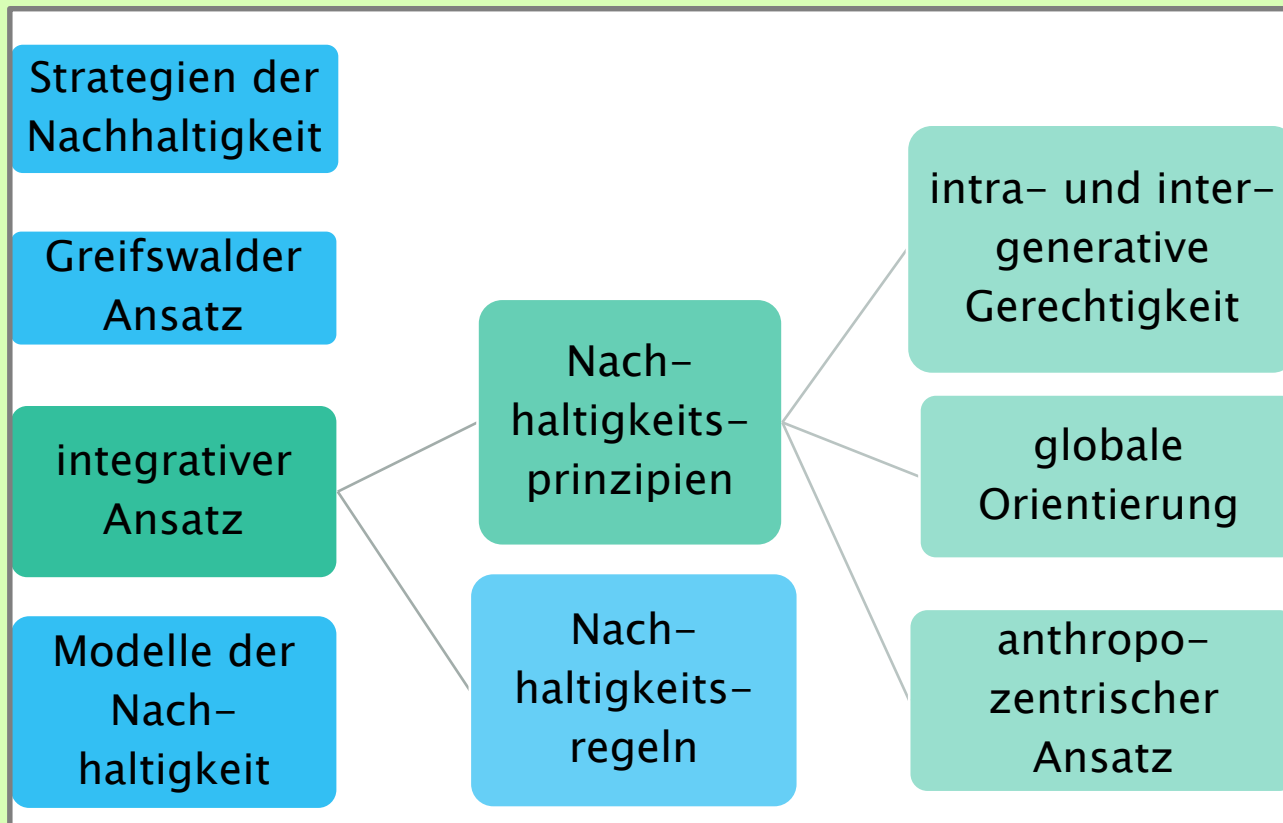 Strategien der
Nachhaltigkeit
Greifswalder
Ansatz
integrativer
Ansatz
Modelle der
Nach-
haltigkeit
Nach-
haltigkeits-
prinzipien
Nach-
haltigkeits-
regeln
intra- und inter-
generative
Gerechtigkeit
globale
Orientierung
anthropo-
zentrischer
Ansatz